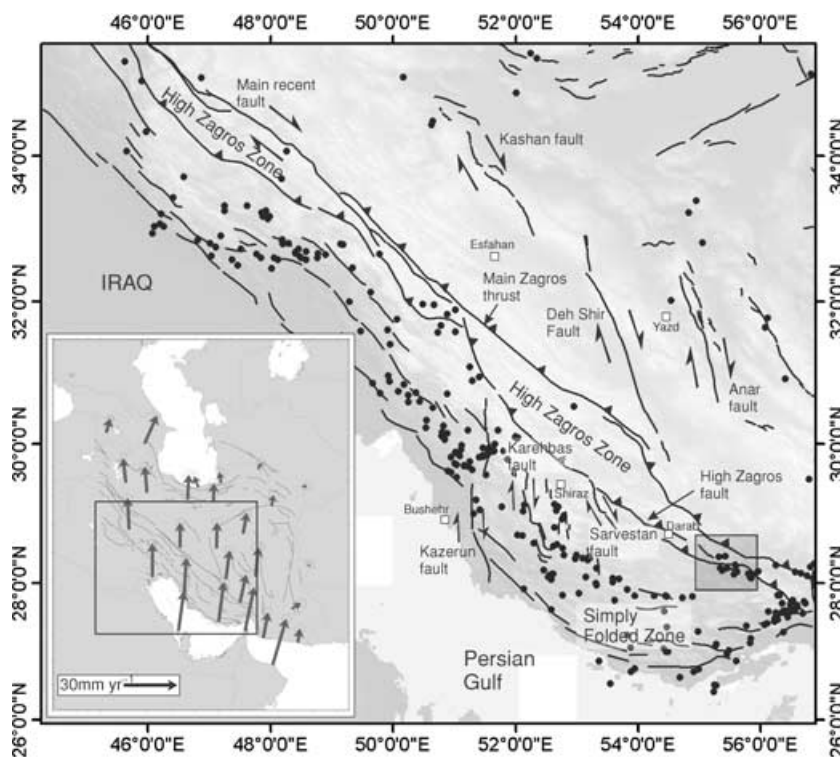 46°0'0"E
48°0'0"E
50°0'0"E
52°0'0"E
54°0'0"E
56°0'0"E
34°0'0"N
32°0'0"N
30°0'0"N
28°0'0"N
26°0'0"N
34°0'0"N
32°0'0"N
30°0'0"N
28°0'0"N
26°0'0"N
Main recent
fault
High Zagros
Zone
Kashan fault
Esfahan
IRAQ
Main Zagros
thrust
Deh Shir
Fault
Yazd
Anar
fault
High Zagros
Zone
Karehbas
fault
Shiraz
High Zagros
fault
Bushehr
Sarvestan
fault
Darab
Kazerun
fault
Simply
Folded Zone
Persian
Gulf
30mm yr⁻¹
46°0'0"E
48°0'0"E
50°0'0"E
52°0'0"E
54°0'0"E
56°0'0"E